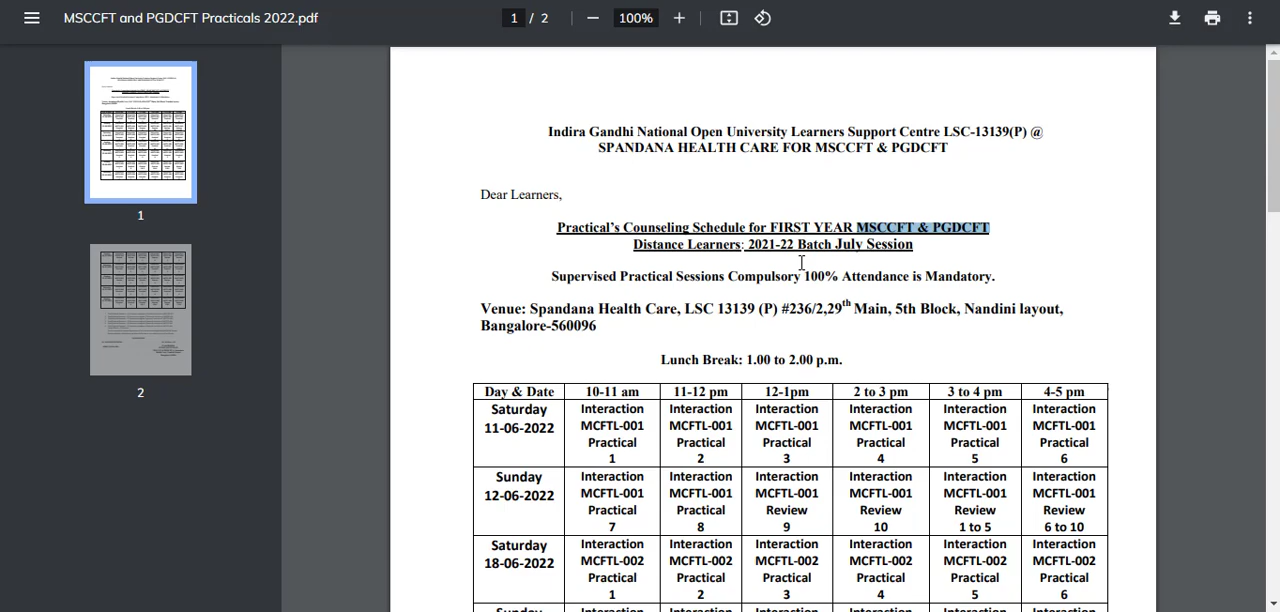 MSCCFT and PGDCFT Practicals 2022.pdf
1 / 2
100%
Indira Gandhi National Open University Learners Support Centre LSC-13139(P) @
SPANDANA HEALTH CARE FOR MSCCFT & PGDCFT
Dear Learners,
Practical's Counseling Schedule for FIRST YEAR MSCCFT & PGDCFT
Distance Learners: 2021-22 Batch July Session
Supervised Practical Sessions Compulsory 100% Attendance is Mandatory.
Venue: Spandana Health Care, LSC 13139 (P) #236/2,29th Main, 5th Block, Nandini layout,
Bangalore-560096
Lunch Break: 1.00 to 2.00 p.m.
Day & Date 10-11 am 11-12 pm 12-1pm 2 to 3 pm 3 to 4 pm 4-5 pm
Saturday Interaction Interaction Interaction Interaction Interaction Interaction
11-06-2022 MCFTL-001 MCFTL-001 MCFTL-001 MCFTL-001 MCFTL-001 MCFTL-001
Practical Practical Practical Practical Practical Practical
1 2 3 4 5 6
Sunday Interaction Interaction Interaction Interaction Interaction Interaction
12-06-2022 MCFTL-001 MCFTL-001 MCFTL-001 MCFTL-001 MCFTL-001 MCFTL-001
Practical Practical Review Review Review Review
7 8 9 10 1 to 5 6 to 10
Saturday Interaction Interaction Interaction Interaction Interaction Interaction
18-06-2022 MCFTL-002 MCFTL-002 MCFTL-002 MCFTL-002 MCFTL-002 MCFTL-002
Practical Practical Practical Practical Practical Practical
1 2 3 4 5 6
1
2